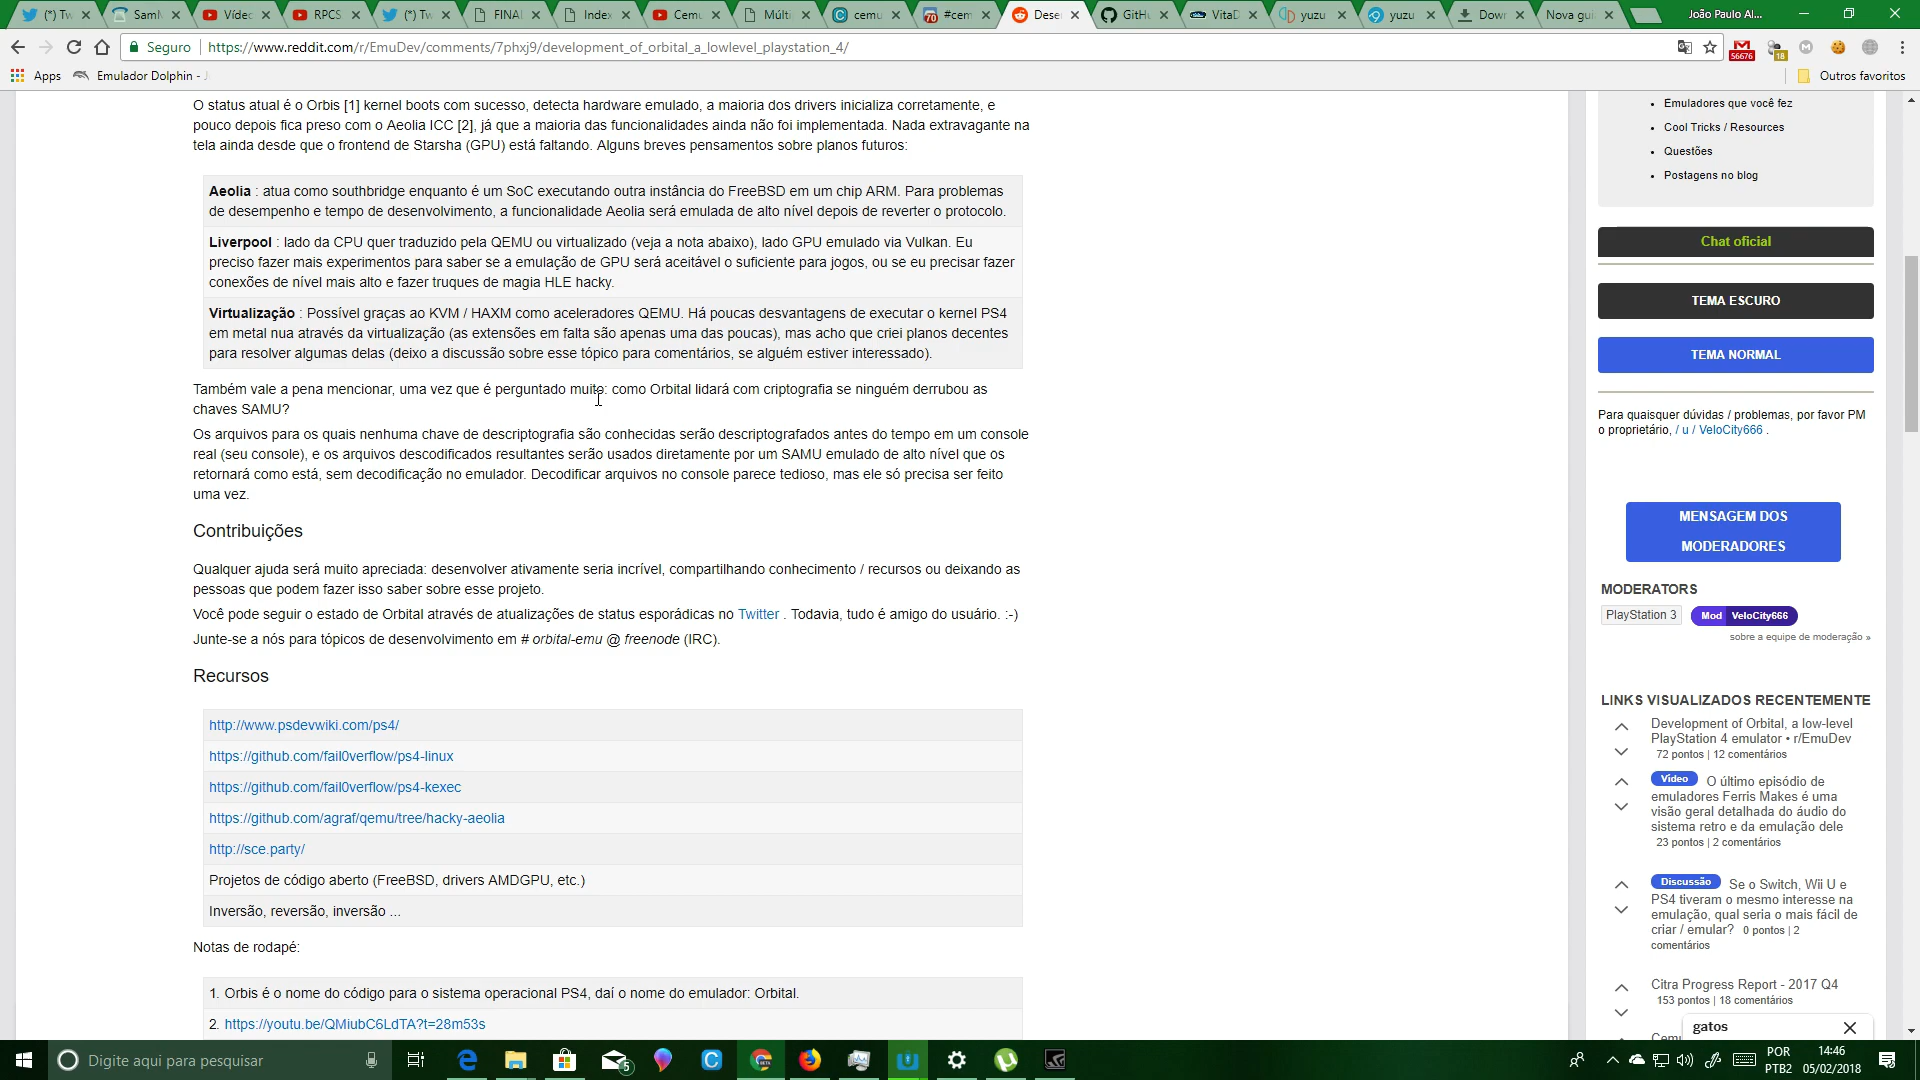 (*) Tw
SamM
Vídec
RPCS
(*) Tw
FINAL
Index
Cemu
Múlti
cemu
#cem
Dese
GitHu
VitaD
yuzu
yuzu
Down
Nova gui
João Paulo Al...
Seguro
https://www.reddit.com/r/EmuDev/comments/7phxj9/development_of_orbital_a_lowlevel_playstation_4/
56676
18
Apps
Emulador Dolphin -
Outros favoritos
O status atual é o Orbis [1] kernel boots com sucesso, detecta hardware emulado, a maioria dos drivers inicializa corretamente, e
pouco depois fica preso com o Aeolia ICC [2], já que a maioria das funcionalidades ainda não foi implementada. Nada extravagante na
tela ainda desde que o frontend de Starsha (GPU) está faltando. Alguns breves pensamentos sobre planos futuros:
Aeolia : atua como southbridge enquanto é um SoC executando outra instância do FreeBSD em um chip ARM. Para problemas
de desempenho e tempo de desenvolvimento, a funcionalidade Aeolia será emulada de alto nível depois de reverter o protocolo.
Liverpool : lado da CPU quer traduzido pela QEMU ou virtualizado (veja a nota abaixo), lado GPU emulado via Vulkan. Eu
preciso fazer mais experimentos para saber se a emulação de GPU será aceitável o suficiente para jogos, ou se eu precisar fazer
conexões de nível mais alto e fazer truques de magia HLE hacky.
Virtualização : Possível graças ao KVM / HAXM como aceleradores QEMU. Há poucas desvantagens de executar o kernel PS4
em metal nua através da virtualização (as extensões em falta são apenas uma das poucas), mas acho que criei planos decentes
para resolver algumas delas (deixo a discussão sobre esse tópico para comentários, se alguém estiver interessado).
Também vale a pena mencionar, uma vez que é perguntado muito: como Orbital lidará com criptografia se ninguém derrubou as
chaves SAMU?
Os arquivos para os quais nenhuma chave de descriptografia são conhecidas serão descriptografados antes do tempo em um console
real (seu console), e os arquivos descodificados resultantes serão usados diretamente por um SAMU emulado de alto nível que os
retornará como está, sem decodificação no emulador. Decodificar arquivos no console parece tedioso, mas ele só precisa ser feito
uma vez.
Contribuições
Qualquer ajuda será muito apreciada: desenvolver ativamente seria incrível, compartilhando conhecimento / recursos ou deixando as
pessoas que podem fazer isso saber sobre esse projeto.
Você pode seguir o estado de Orbital através de atualizações de status esporádicas no Twitter . Todavia, tudo é amigo do usuário. :-)
Junte-se a nós para tópicos de desenvolvimento em # orbital-emu @ freenode (IRC).
Recursos
http://www.psdevwiki.com/ps4/
https://github.com/fail0verflow/ps4-linux
https://github.com/fail0verflow/ps4-kexec
https://github.com/agraf/qemu/tree/hacky-aeolia
http://sce.party/
Projetos de código aberto (FreeBSD, drivers AMDGPU, etc.)
Inversão, reversão, inversão ...
Notas de rodapé:
1. Orbis é o nome do código para o sistema operacional PS4, daí o nome do emulador: Orbital.
2. https://youtu.be/QMiubC6LdTA?t=28m53s
Emuladores que você fez
Cool Tricks / Resources
Questões
Postagens no blog
Chat oficial
TEMA ESCURO
TEMA NORMAL
Para quaisquer dúvidas / problemas, por favor PM
o proprietário, / u / VeloCity666 .
MENSAGEM DOS
MODERADORES
MODERATORS
PlayStation 3
Mod VeloCity666
sobre a equipe de moderação »
LINKS VISUALIZADOS RECENTEMENTE
Development of Orbital, a low-level
PlayStation 4 emulator • r/EmuDev
72 pontos | 12 comentários
Vídeo O último episódio de
emuladores Ferris Makes é uma
visão geral detalhada do áudio do
sistema retro e da emulação dele
23 pontos | 2 comentários
Discussão Se o Switch, Wii U e
PS4 tiveram o mesmo interesse na
emulação, qual seria o mais fácil de
criar / emular? 0 pontos | 2
comentários
Citra Progress Report - 2017 Q4
153 pontos | 18 comentários
gatos
Digite aqui para pesquisar
5
POR
PTB2
14:46
05/02/2018